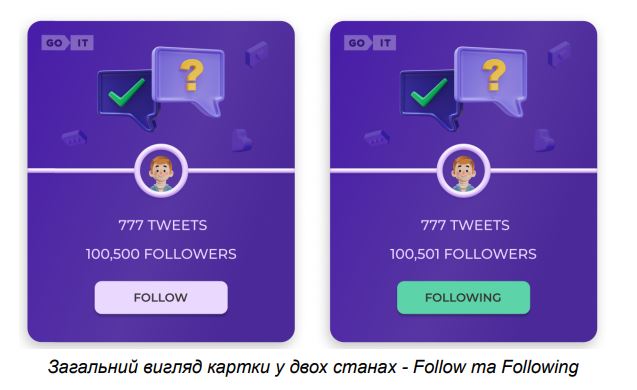 GO IT
777 TWEETS
100,500 FOLLOWERS
FOLLOW
GO IT
777 TWEETS
100,501 FOLLOWERS
FOLLOWING
Загальний вигляд картки у двох станах - Follow та Following